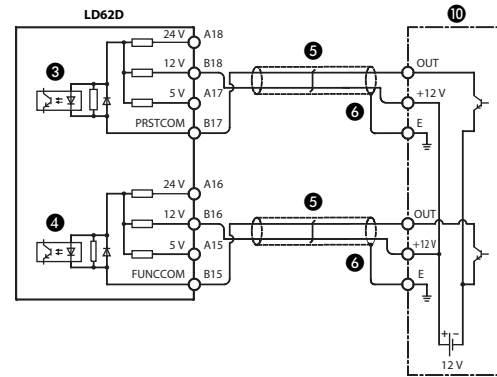 LD62D
❿
24 V A18
❸ 12 V B18 ❺ OUT
5 V A17 +12 V
PRSTCOM B17 ❻ E
24 V A16
❹ 12 V B16 ❺ OUT
5 V A15 +12 V
FUNCCOM B15 ❻ E
+ −
12 V